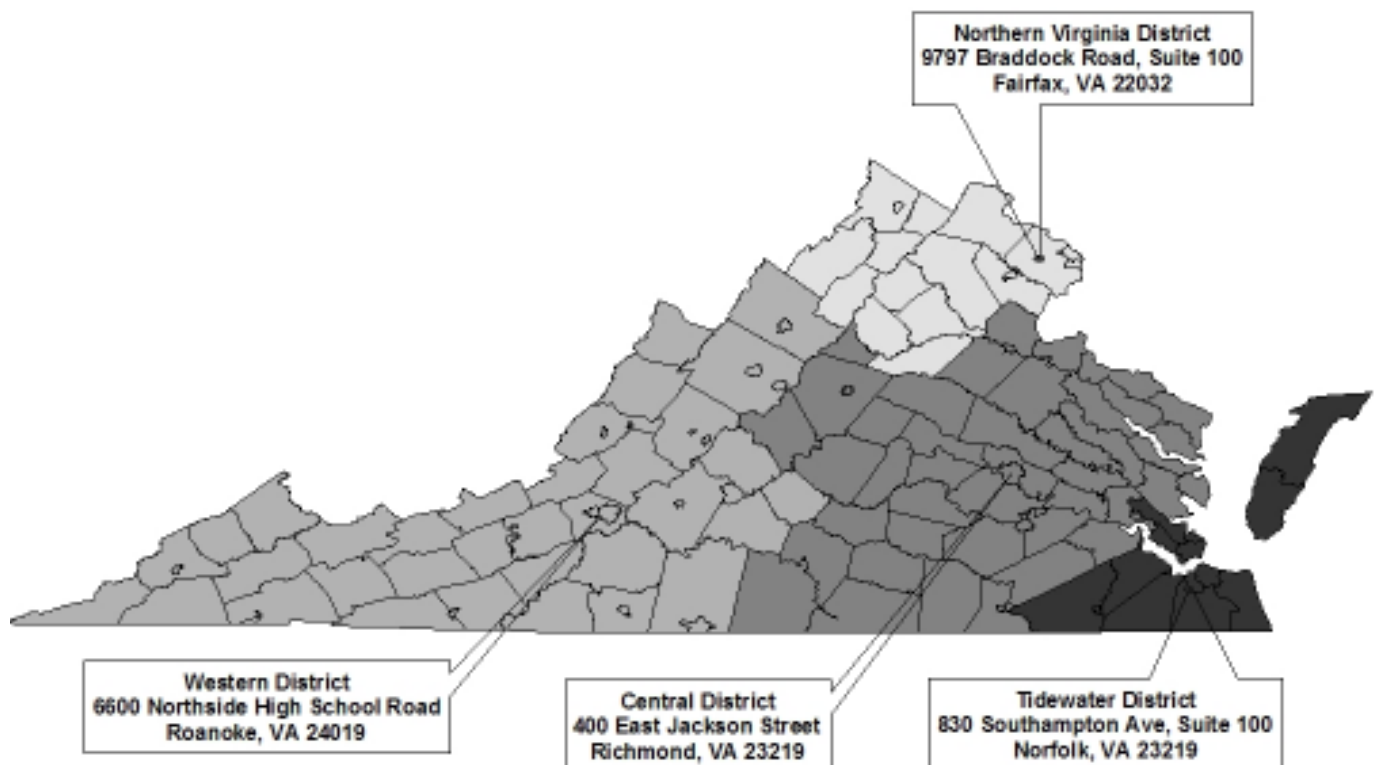 Northern Virginia District
9797 Braddock Road, Suite 100
Fairfax, VA 22032
Western District
6600 Northside High School Road
Roanoke, VA 24019
Central District
400 East Jackson Street
Richmond, VA 23219
Tidewater District
830 Southampton Ave, Suite 100
Norfolk, VA 23219